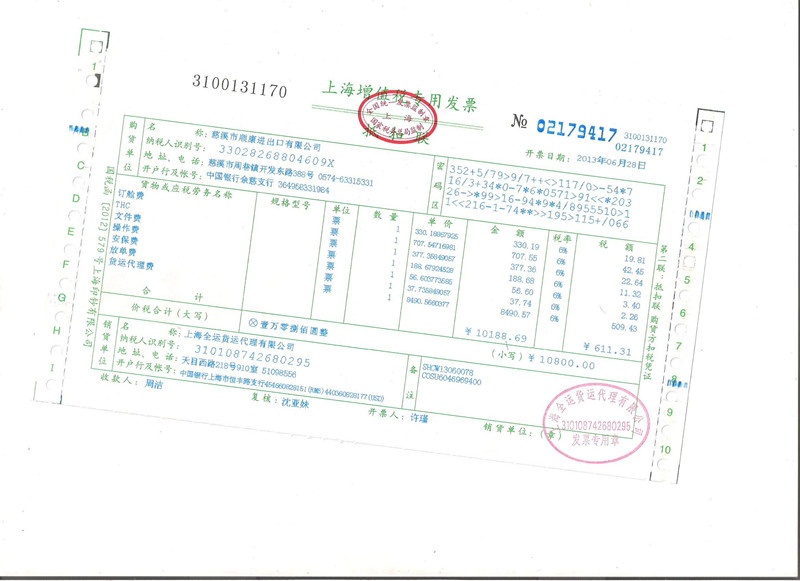 3100131170
上海增值税专用发票
全国统一发票监制章
上海
国家税务总局监制
抵扣联
№ 02179417
3100131170
02179417
开票日期：2013年06月28日
购货单位
名称：慈溪市顺康进出口有限公司
纳税人识别号：33028268804609X
地址、电话：慈溪市周巷镇开发东路388号 0574-63315331
开户行及帐号：中国银行余慈支行 364956331984
密码区
352+5/79>9/7++<>117/0>-54*7
16/3+34*0-7*6*0571>91<<*203
26->*99>16-94*9*4/8955510>1
1<<216-1-74**>>195>115+/066
货物或应税劳务名称 规格型号 单位 数量 单价 金额 税率 税额
订舱费 票 1 330.18867925 330.19 6% 19.81
THC 票 1 707.54716981 707.55 6% 42.45
文件费 票 1 377.35849057 377.36 6% 22.64
操作费 票 1 188.67924528 188.68 6% 11.32
安保费 票 1 56.603773585 56.60 6% 3.40
放单费 票 1 37.735849057 37.74 6% 2.26
货运代理费 票 1 8490.5660377 8490.57 6% 509.43
合计 ￥10188.69 ￥611.31
价税合计（大写） ⊗壹万零捌佰圆整 （小写）￥10800.00
销货单位
名称：上海全运货运代理有限公司
纳税人识别号：310108742680295
地址、电话：天目西路218号910室 51098556
开户行及帐号：中国银行上海市恒丰路支行454660828151(RMB)440360828177(USD)
备注
SHCW13060078
COSU5046969400
收款人：周洁
复核：沈亚妹
开票人：许瑾
销货单位：（章）
上海全运货运代理有限公司
310108742680295
发票专用章
第二联：抵扣联 购货方扣税凭证
国税函〔2012〕579号上海印钞有限公司
1
B
C
D
E
F
G
H
1
2
4
5
6
7
8
9
10